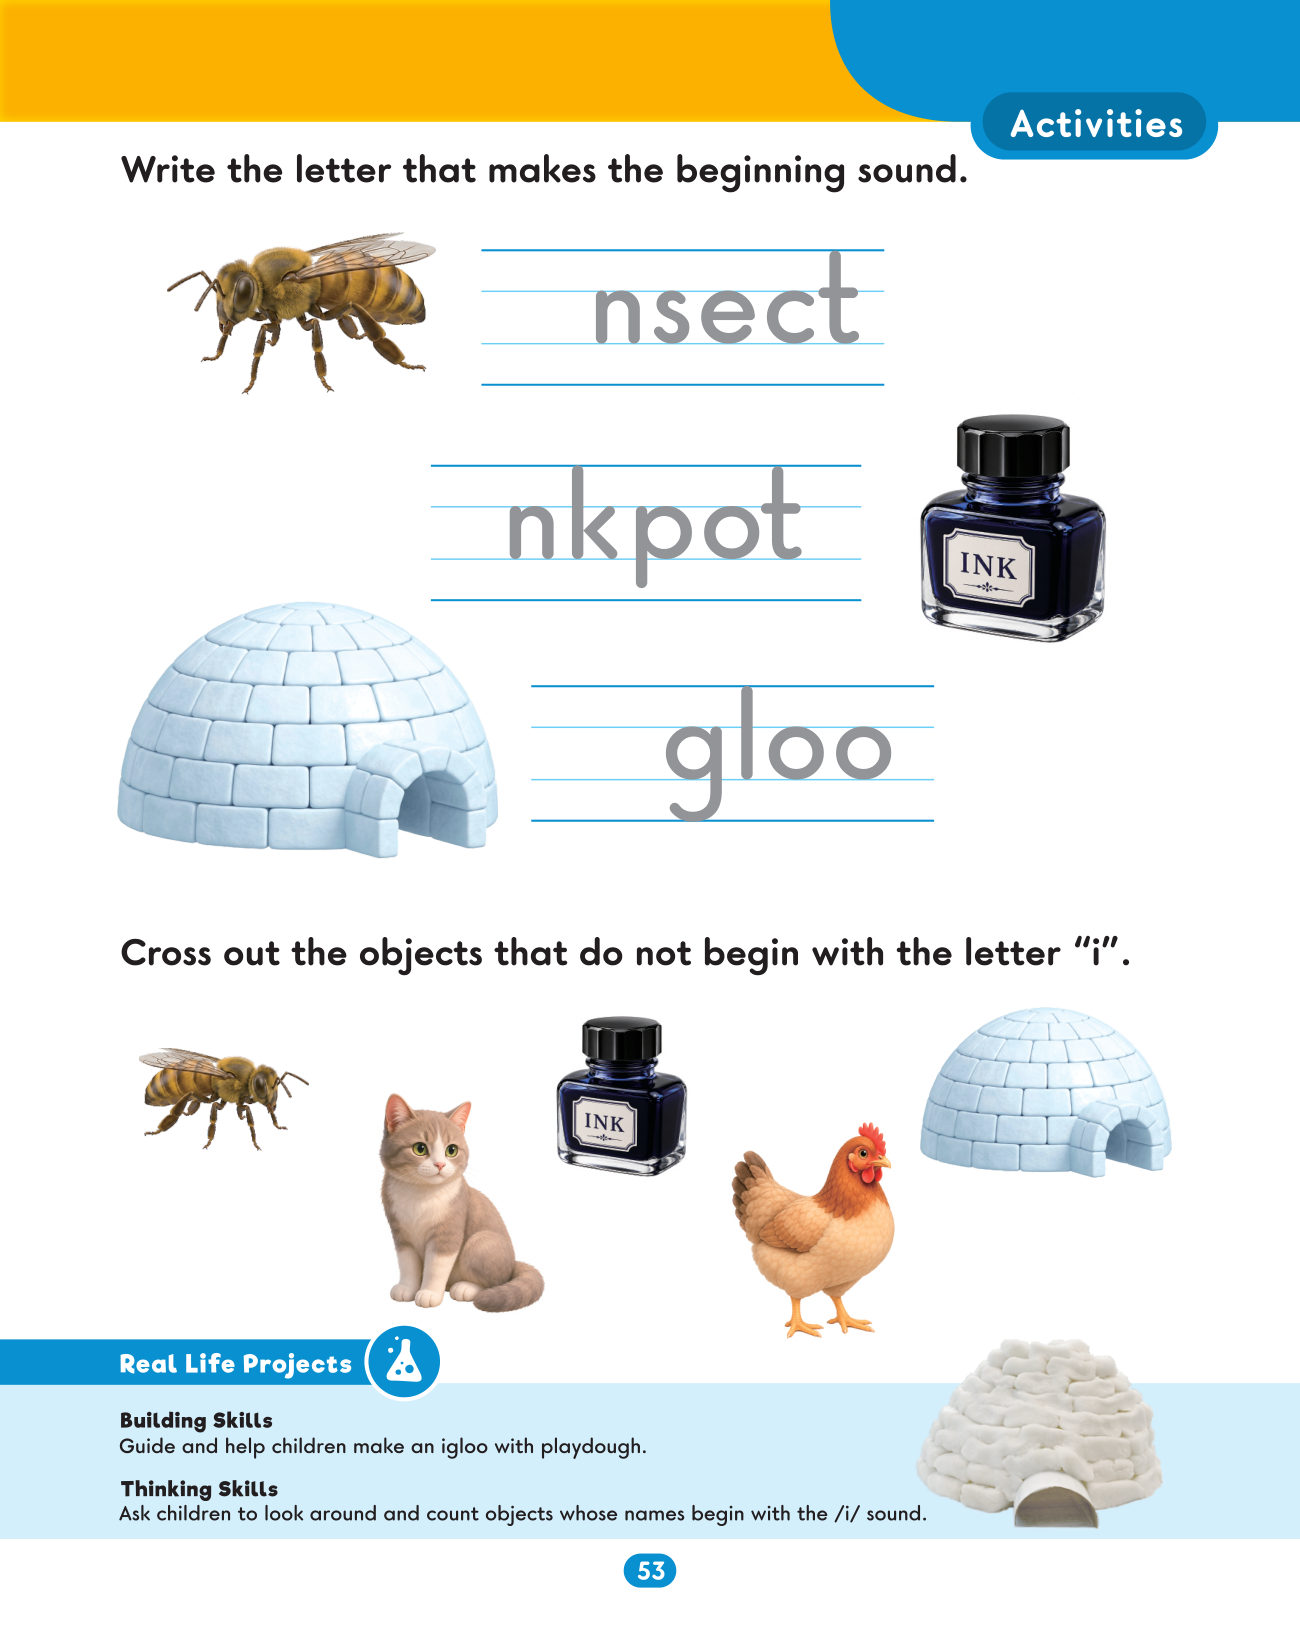 Activities
Write the letter that makes the beginning sound.
nsect
nkpot
INK
gloo
Cross out the objects that do not begin with the letter “i”.
INK
Real Life Projects
Building Skills
Guide and help children make an igloo with playdough.
Thinking Skills
Ask children to look around and count objects whose names begin with the /i/ sound.
53